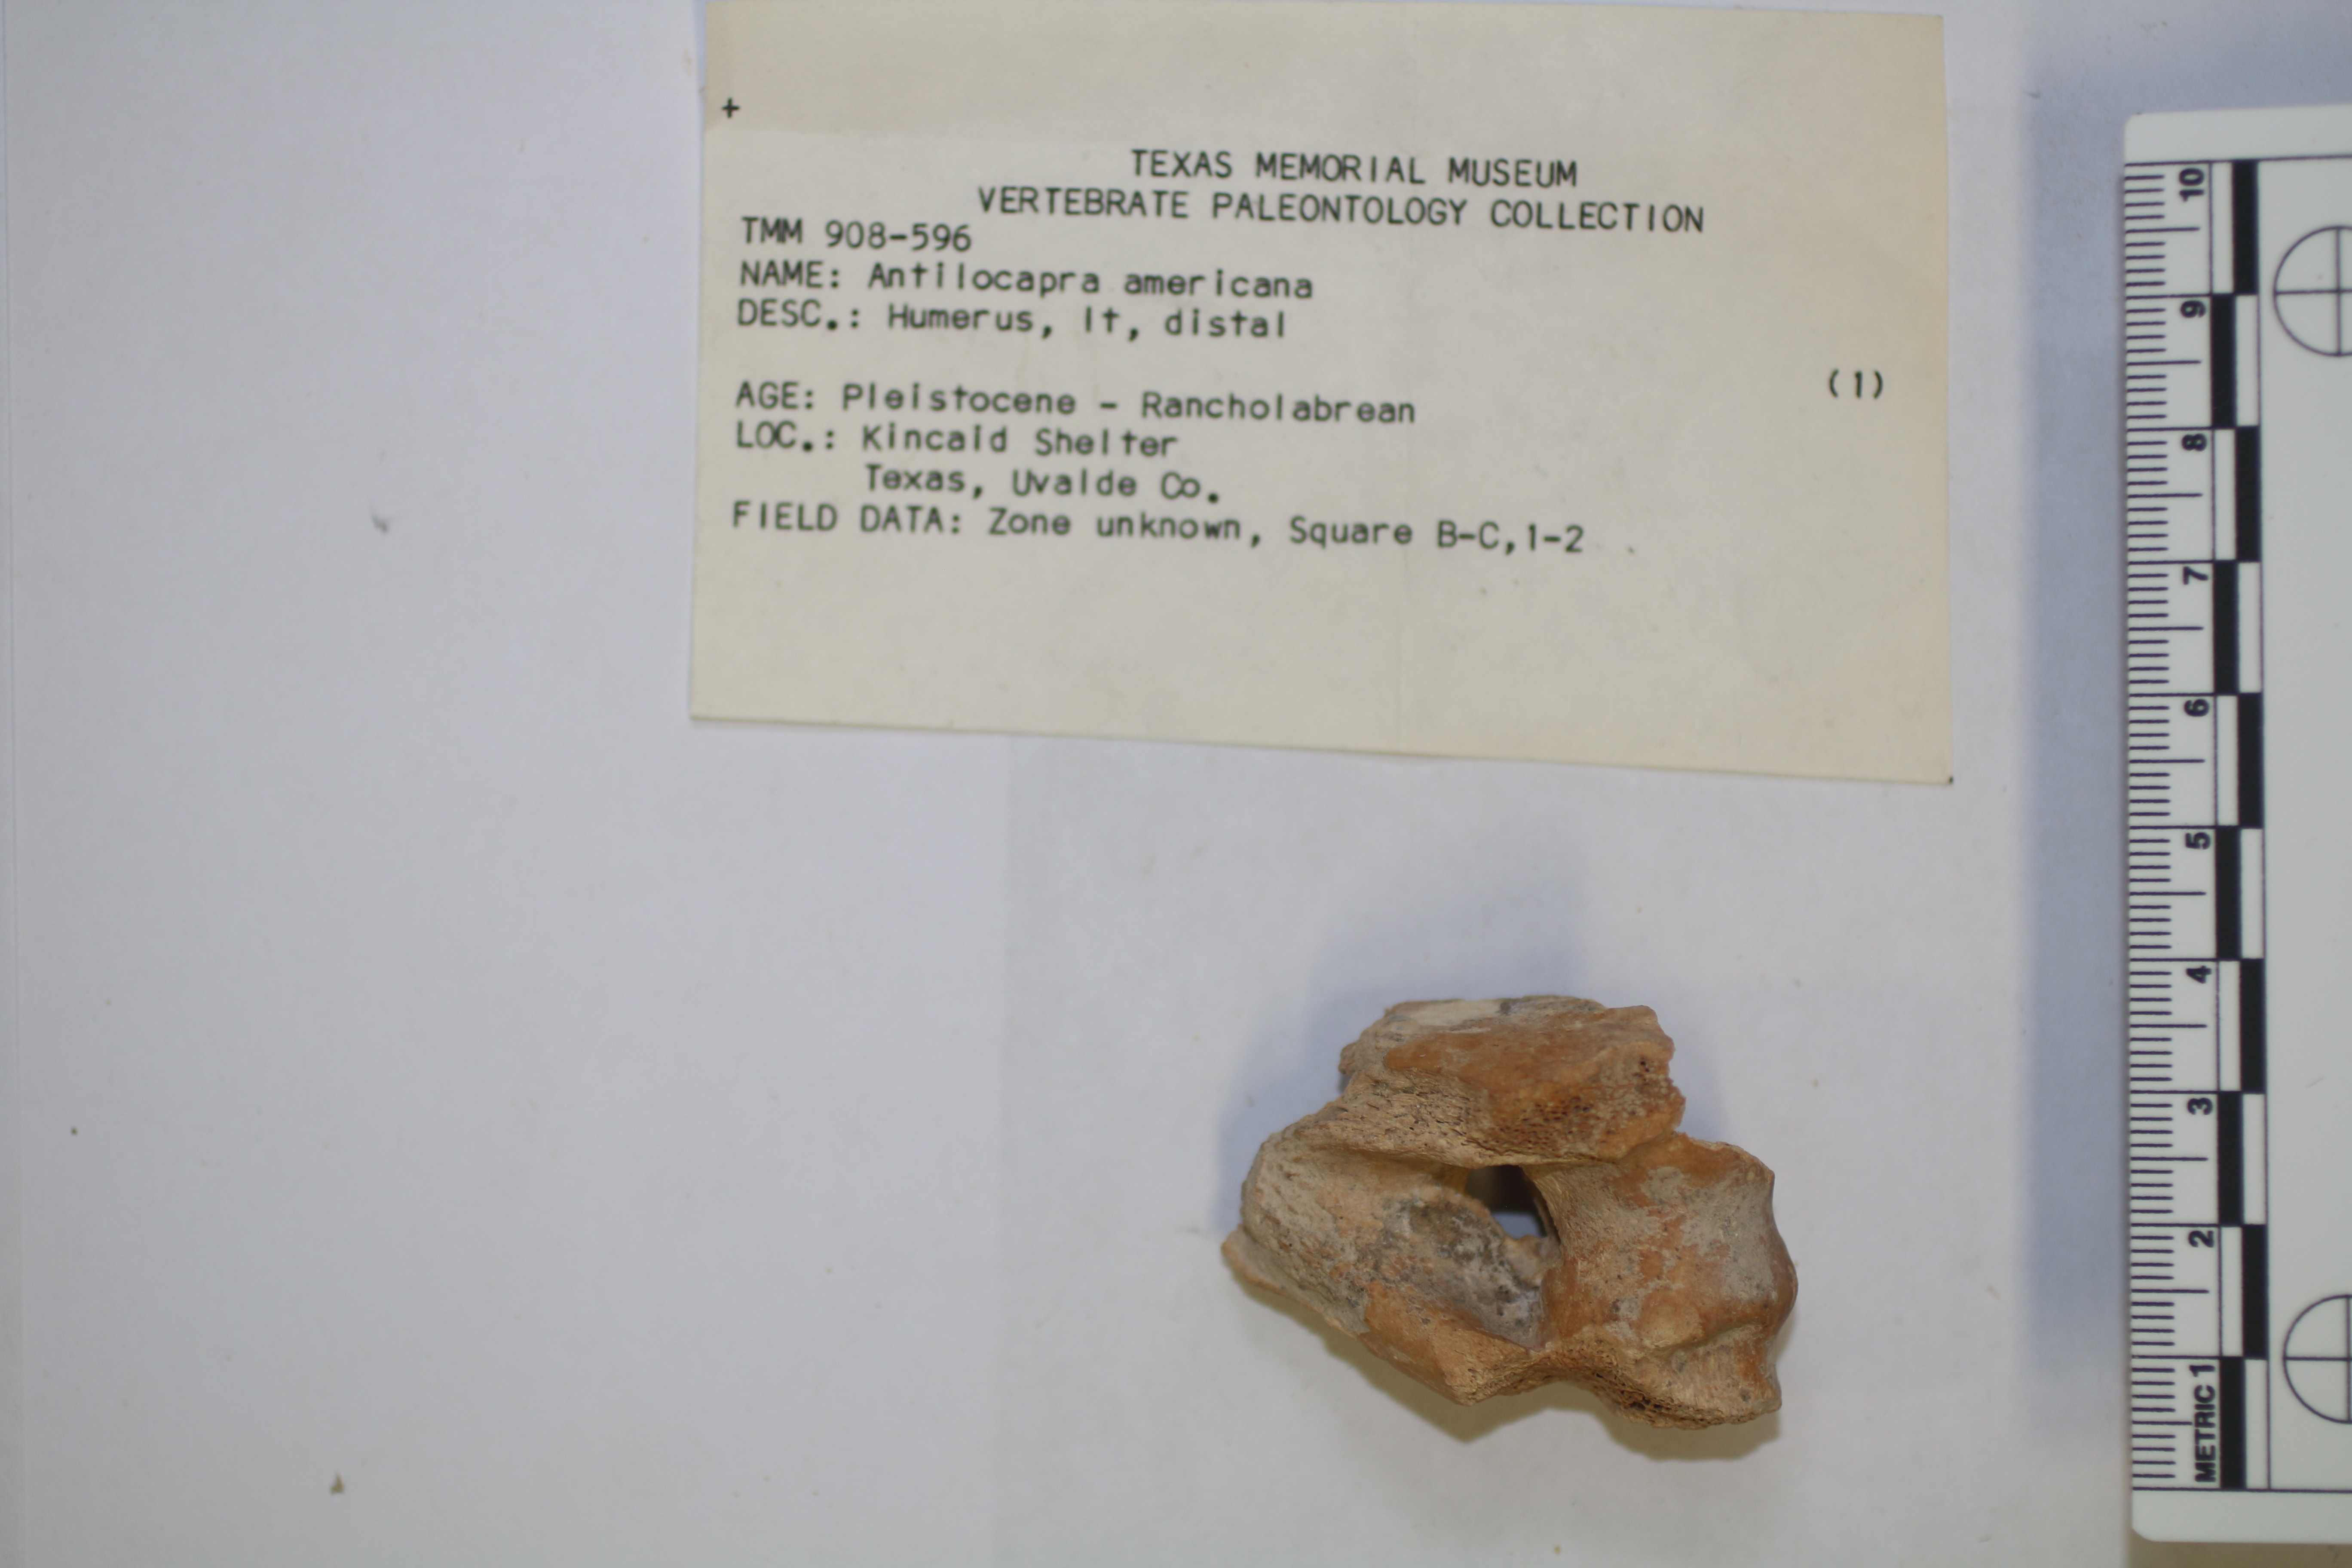 +
TEXAS MEMORIAL MUSEUM
VERTEBRATE PALEONTOLOGY COLLECTION
TMM 908-596
NAME: Antilocapra americana
DESC.: Humerus, lt, distal
(1)
AGE: Pleistocene - Rancholabrean
LOC.: Kincaid Shelter
Texas, Uvalde Co.
FIELD DATA: Zone unknown, Square B-C,1-2
10
9
8
7
6
5
4
3
2
METRIC 1